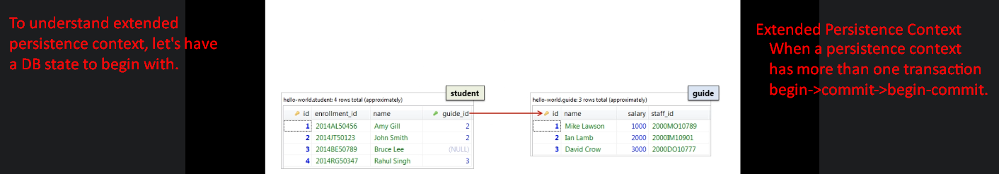 To understand extended
persistence context, let's have
a DB state to begin with.
student
hello-world.student: 4 rows total (approximately)
id enrollment_id name guide_id
1 2014AL50456 Amy Gill 2
2 2014JT50123 John Smith 2
3 2014BE50789 Bruce Lee (NULL)
4 2014RG50347 Rahul Singh 3
guide
hello-world.guide: 3 rows total (approximately)
id name salary staff_id
1 Mike Lawson 1000 2000MO10789
2 Ian Lamb 2000 2000IM10901
3 David Crow 3000 2000DO10777
Extended Persistence Context
When a persistence context
has more than one transaction
begin->commit->begin-commit.